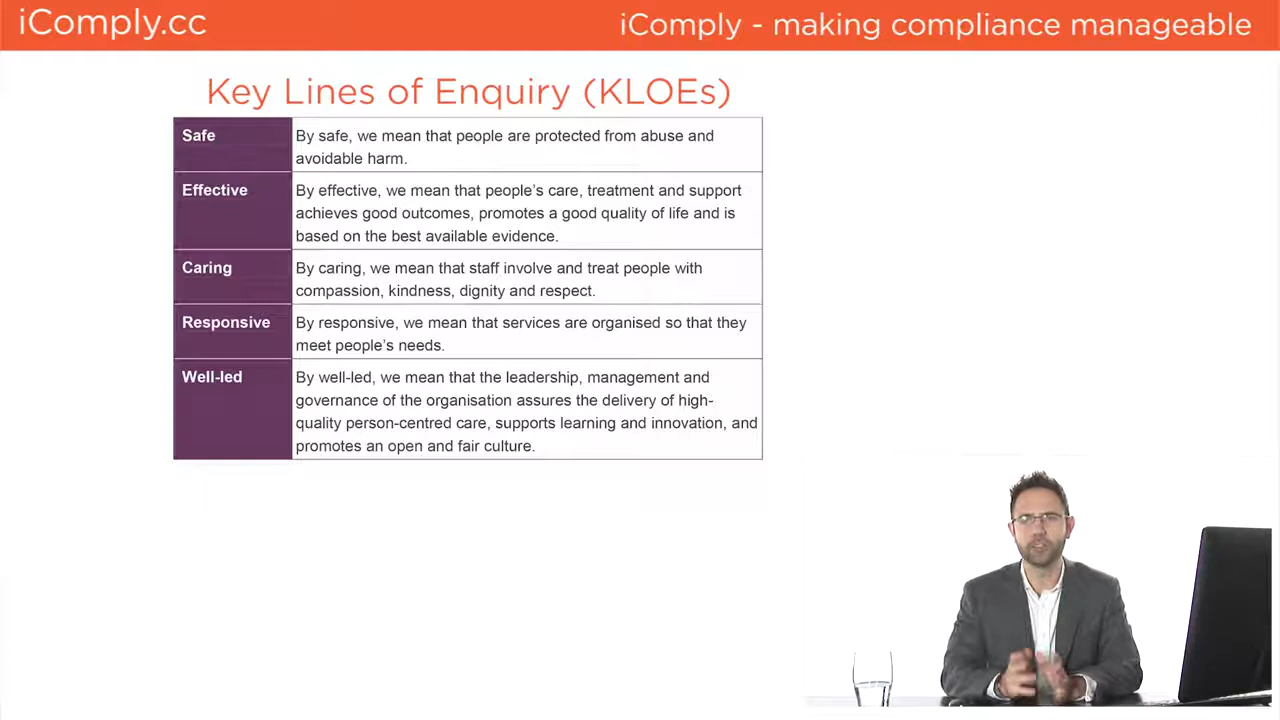 iComply.cc
iComply - making compliance manageable
Key Lines of Enquiry (KLOEs)
Safe
By safe, we mean that people are protected from abuse and
avoidable harm.
Effective
By effective, we mean that people’s care, treatment and support
achieves good outcomes, promotes a good quality of life and is
based on the best available evidence.
Caring
By caring, we mean that staff involve and treat people with
compassion, kindness, dignity and respect.
Responsive
By responsive, we mean that services are organised so that they
meet people’s needs.
Well-led
By well-led, we mean that the leadership, management and
governance of the organisation assures the delivery of high-
quality person-centred care, supports learning and innovation, and
promotes an open and fair culture.